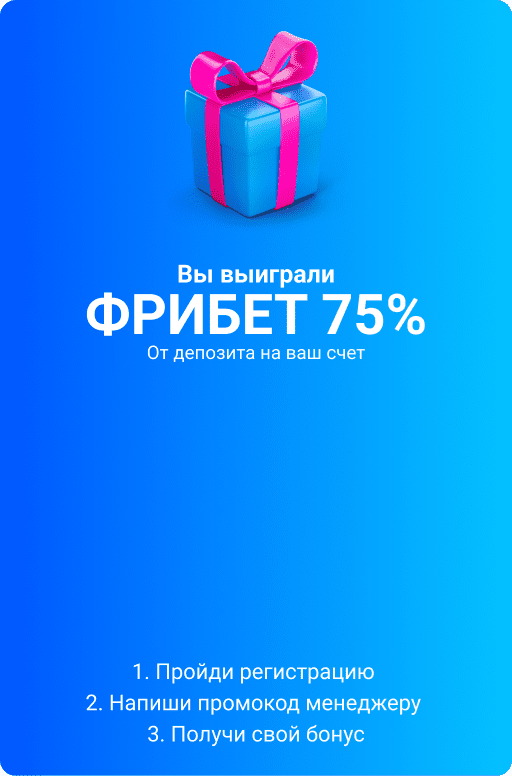 Вы выиграли
ФРИБЕТ 75%
От депозита на ваш счет
1. Пройди регистрацию
2. Напиши промокод менеджеру
3. Получи свой бонус